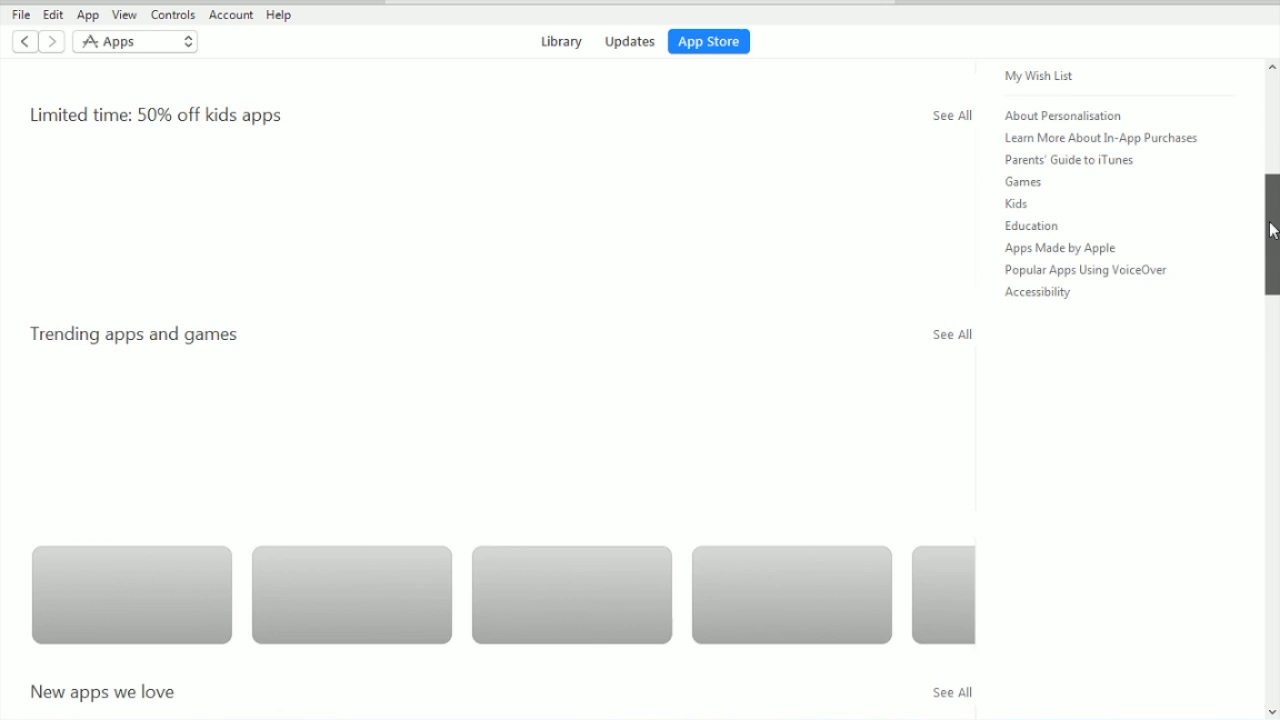 File Edit App View Controls Account Help
Apps Library Updates App Store
My Wish List
Limited time: 50% off kids apps See All
About Personalisation
Learn More About In-App Purchases
Parents' Guide to iTunes
Games
Kids
Education
Apps Made by Apple
Popular Apps Using VoiceOver
Accessibility
Trending apps and games See All
New apps we love See All